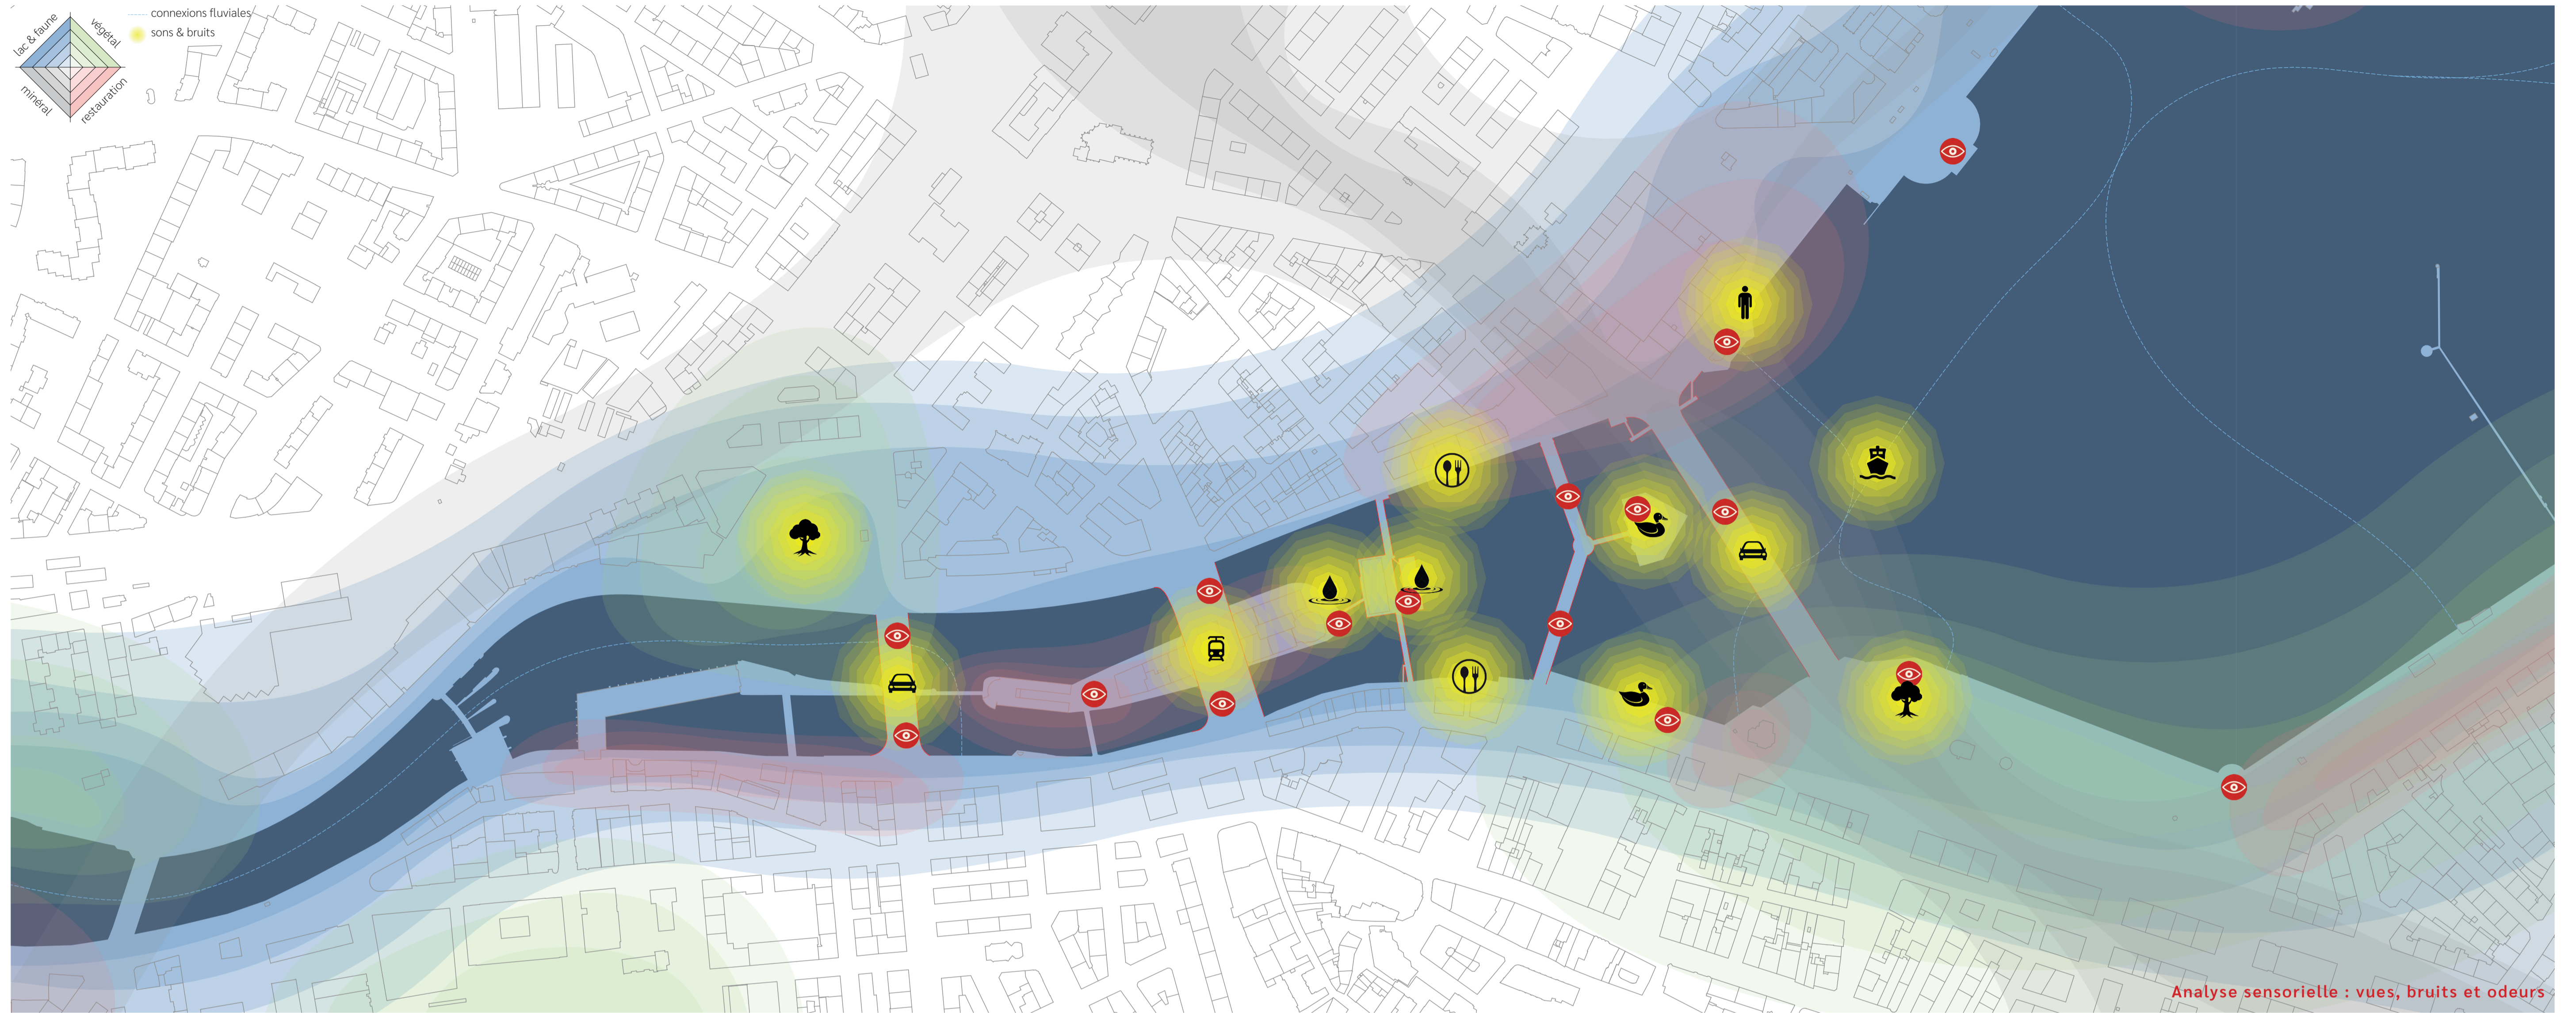 connexions fluviales
sons & bruits
lac & faune
végétal
minéral
restauration
Analyse sensorielle : vues, bruits et odeurs